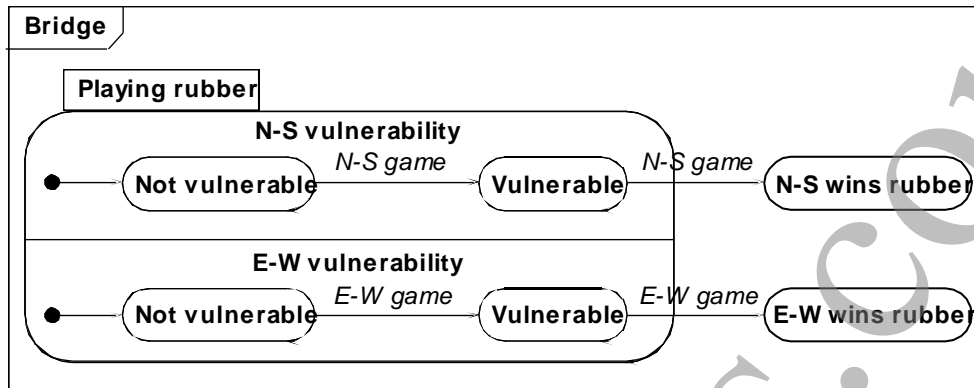 Bridge
Playing rubber
N-S vulnerability
N-S game
N-S game
Not vulnerable
Vulnerable
N-S wins rubber
E-W vulnerability
E-W game
E-W game
Not vulnerable
Vulnerable
E-W wins rubber